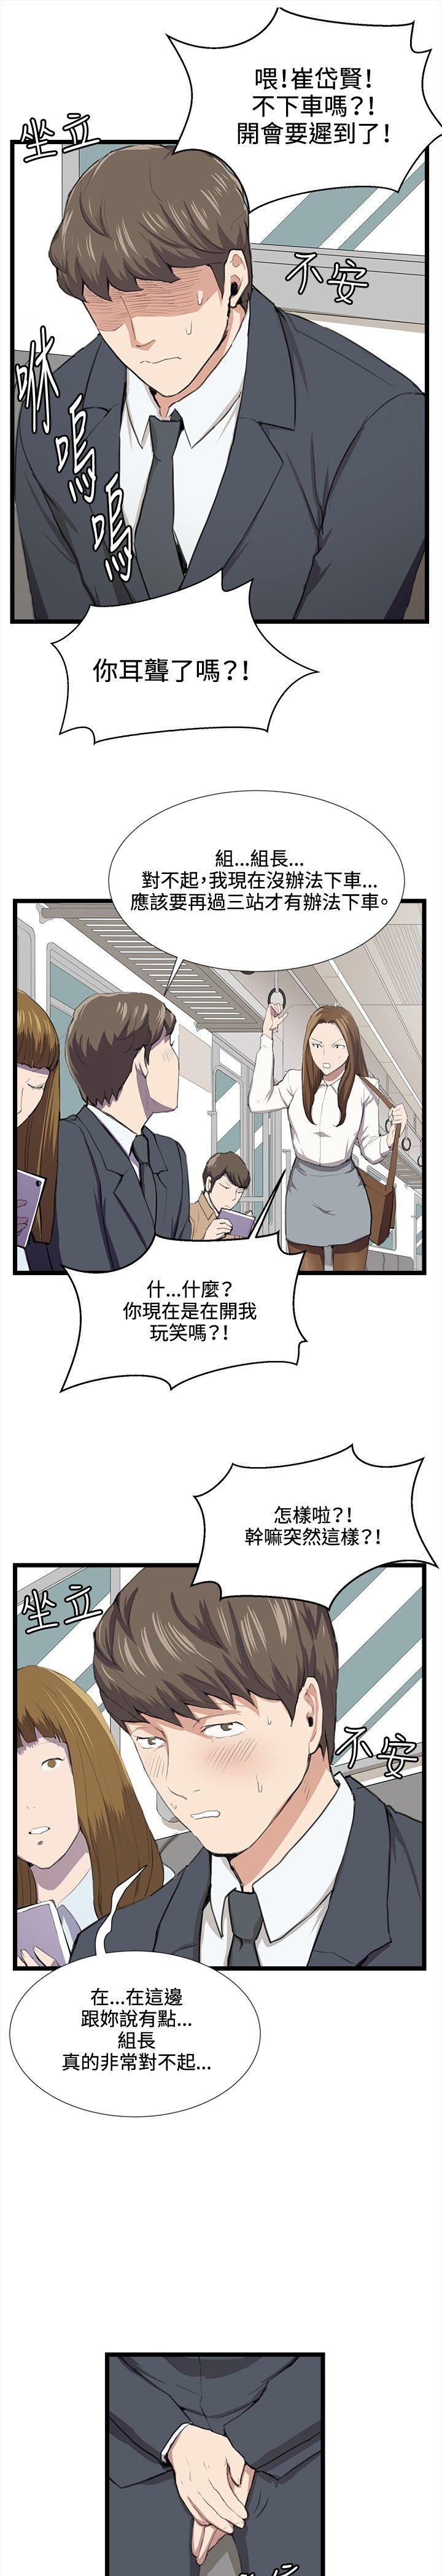 喂！崔岱賢！
不下車嗎？！
開會要遲到了！
坐立
不安
咻
嗚
嗚
你耳聾了嗎？！
組…組長…
對不起，我現在沒辦法下車…
應該要再過三站才有辦法下車。
什…什麼？
你現在是在開我
玩笑嗎？！
怎樣啦？！
幹嘛突然這樣？！
坐立
不安
在…在這邊
跟妳說有點…
組長
真的非常對不起…